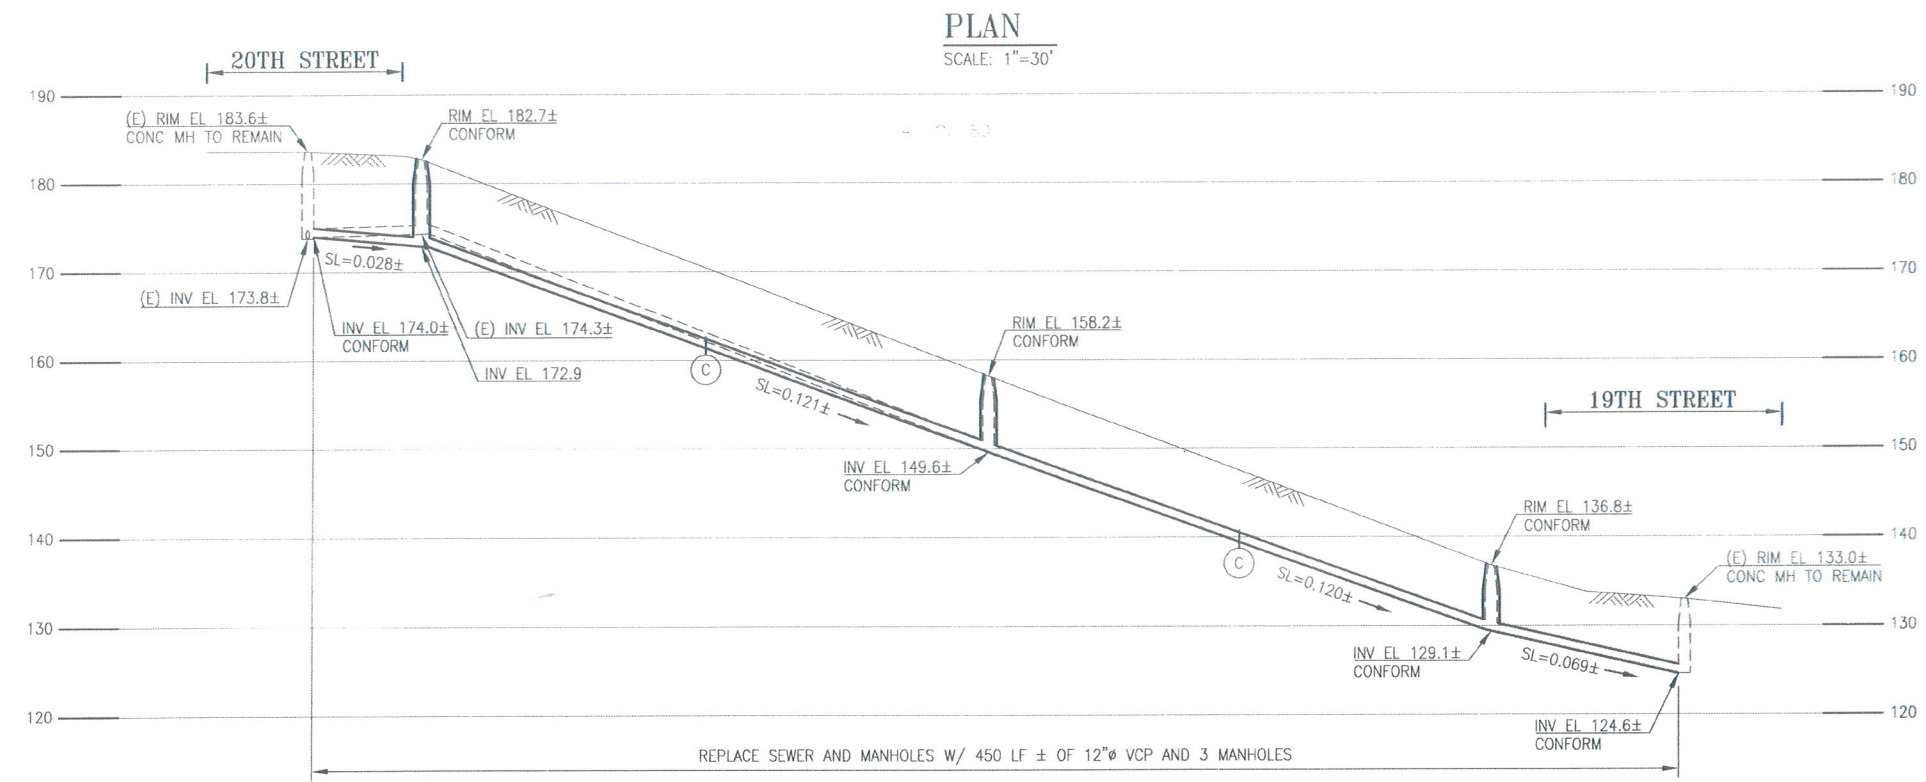 PLAN
SCALE: 1"=30'
20TH STREET
190
190
(E) RIM EL 183.6±
CONC MH TO REMAIN
RIM EL 182.7±
CONFORM
180
180
SL=0.028±
170
170
(E) INV EL 173.8±
INV EL 174.0±
CONFORM
(E) INV EL 174.3±
INV EL 172.9
RIM EL 158.2±
CONFORM
160
160
C
SL=0.121±
19TH STREET
150
150
INV EL 149.6±
CONFORM
RIM EL 136.8±
CONFORM
140
140
C
SL=0.120±
(E) RIM EL 133.0±
CONC MH TO REMAIN
130
130
INV EL 129.1±
CONFORM
SL=0.069±
120
120
INV EL 124.6±
CONFORM
REPLACE SEWER AND MANHOLES W/ 450 LF ± OF 12"ø VCP AND 3 MANHOLES